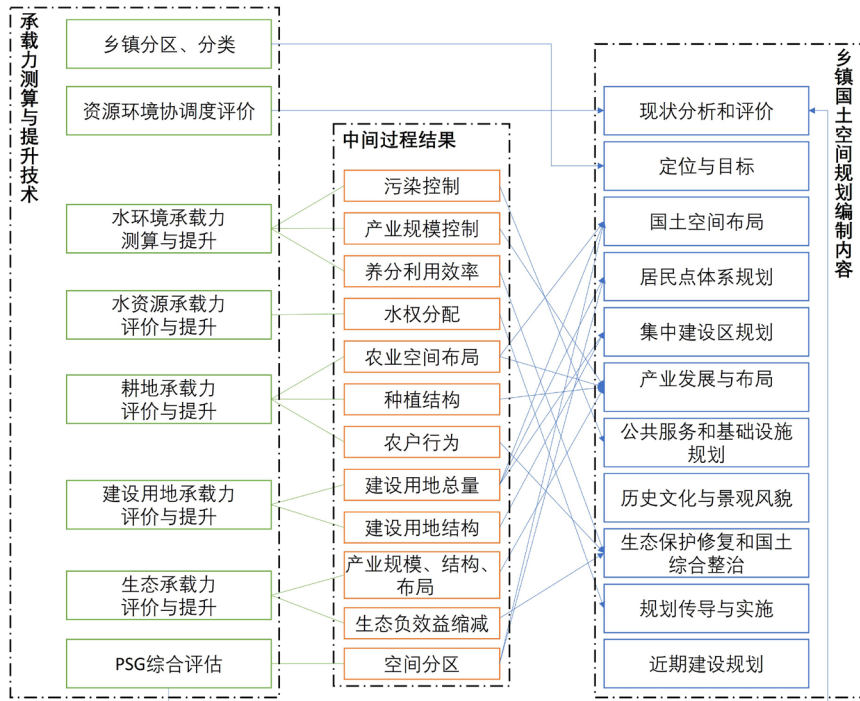 承载力测算与提升技术
乡镇分区、分类
资源环境协调度评价
水环境承载力
测算与提升
水资源承载力
评价与提升
耕地承载力
评价与提升
建设用地承载力
评价与提升
生态承载力
评价与提升
PSG综合评估
中间过程结果
污染控制
产业规模控制
养分利用效率
水权分配
农业空间布局
种植结构
农户行为
建设用地总量
建设用地结构
产业规模、结构、
布局
生态负效益缩减
空间分区
乡镇国土空间规划编制内容
现状分析和评价
定位与目标
国土空间布局
居民点体系规划
集中建设区规划
产业发展与布局
公共服务和基础设施
规划
历史文化与景观风貌
生态保护修复和国土
综合整治
规划传导与实施
近期建设规划